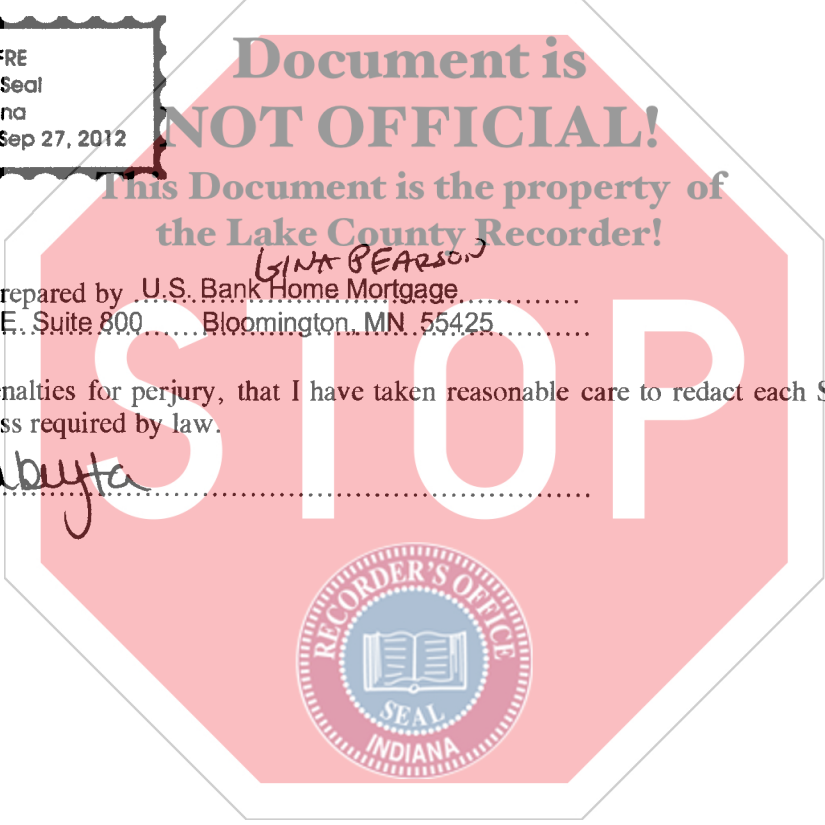 FRE
Seal
na
Sep 27, 2012
Document is
NOT OFFICIAL!
This Document is the property of
the Lake County Recorder!
GINA PEARSON
repared by U.S. Bank Home Mortgage
E. Suite 800 Bloomington, MN 55425
enalties for perjury, that I have taken reasonable care to redact each S
ss required by law.
STOP
RECORDER'S OFFICE
SEAL
INDIANA